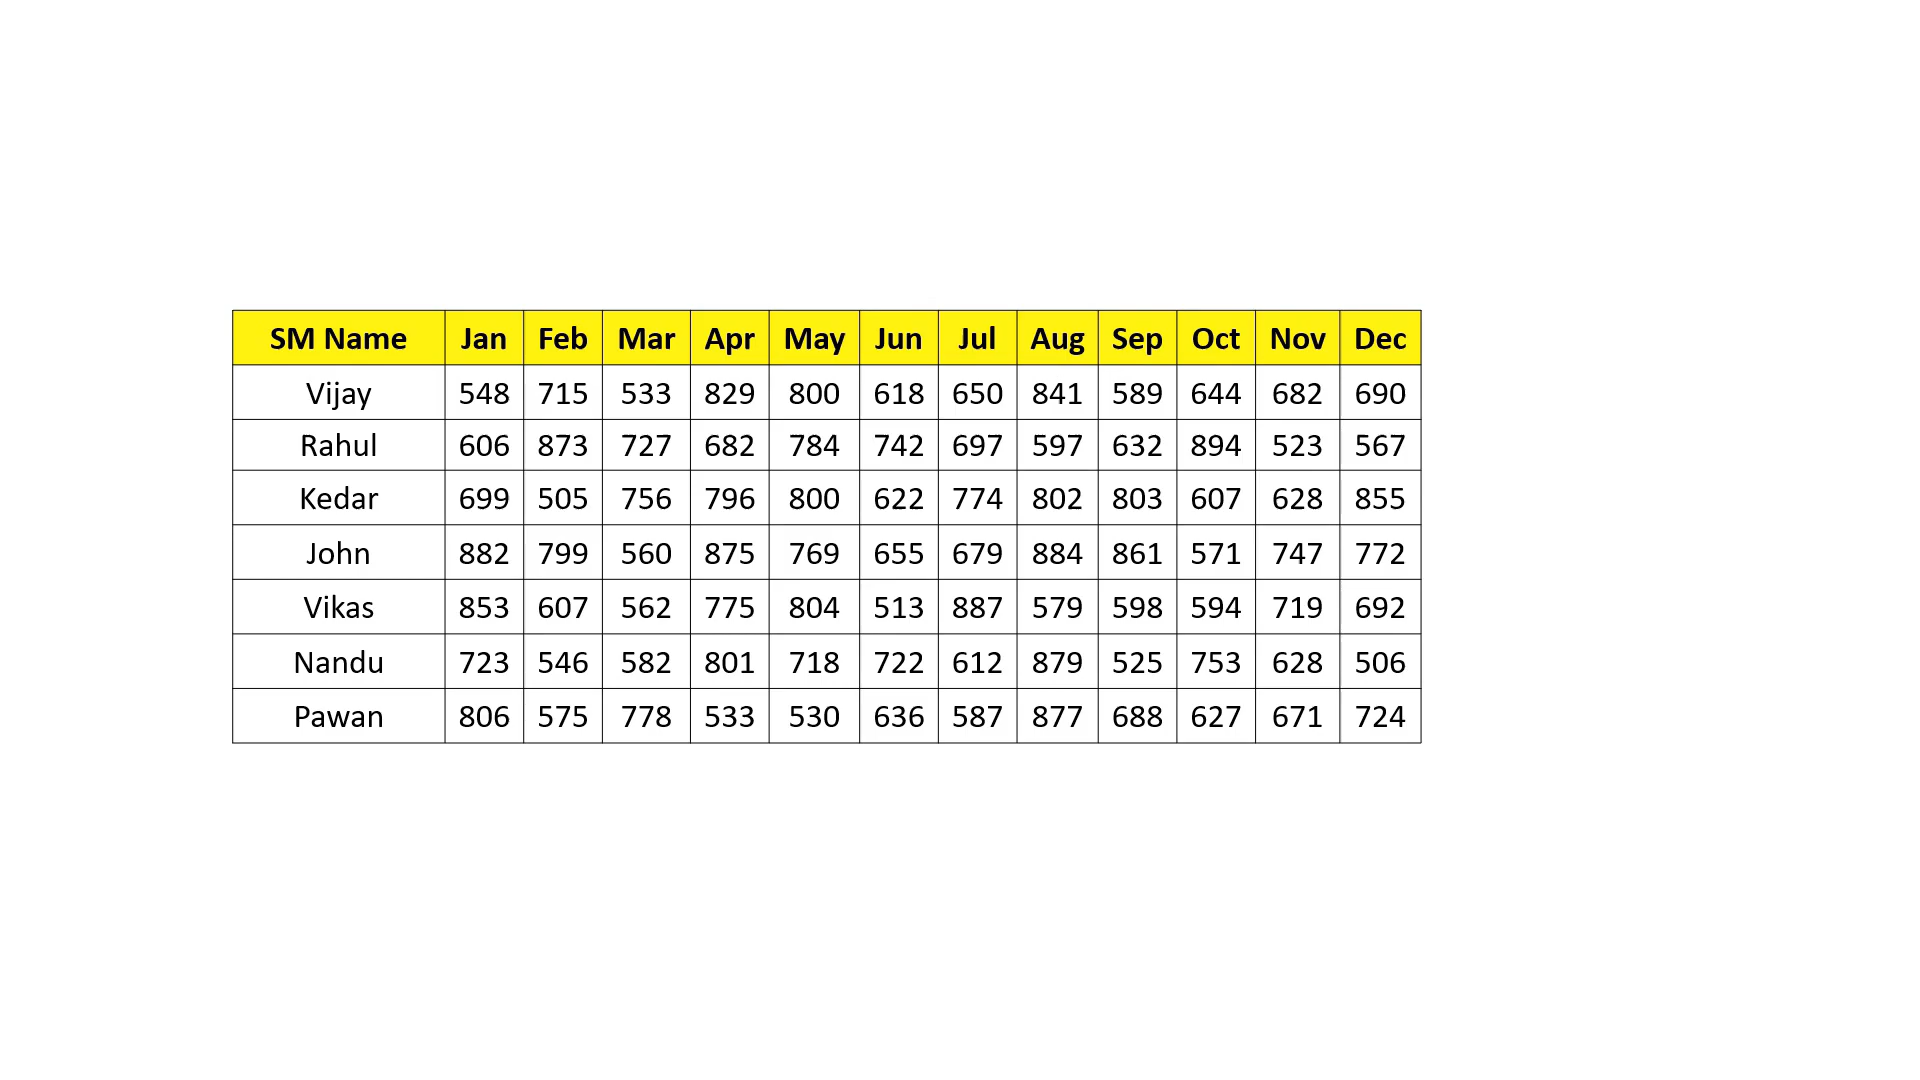 SM Name Jan Feb Mar Apr May Jun Jul Aug Sep Oct Nov Dec
Vijay 548 715 533 829 800 618 650 841 589 644 682 690
Rahul 606 873 727 682 784 742 697 597 632 894 523 567
Kedar 699 505 756 796 800 622 774 802 803 607 628 855
John 882 799 560 875 769 655 679 884 861 571 747 772
Vikas 853 607 562 775 804 513 887 579 598 594 719 692
Nandu 723 546 582 801 718 722 612 879 525 753 628 506
Pawan 806 575 778 533 530 636 587 877 688 627 671 724